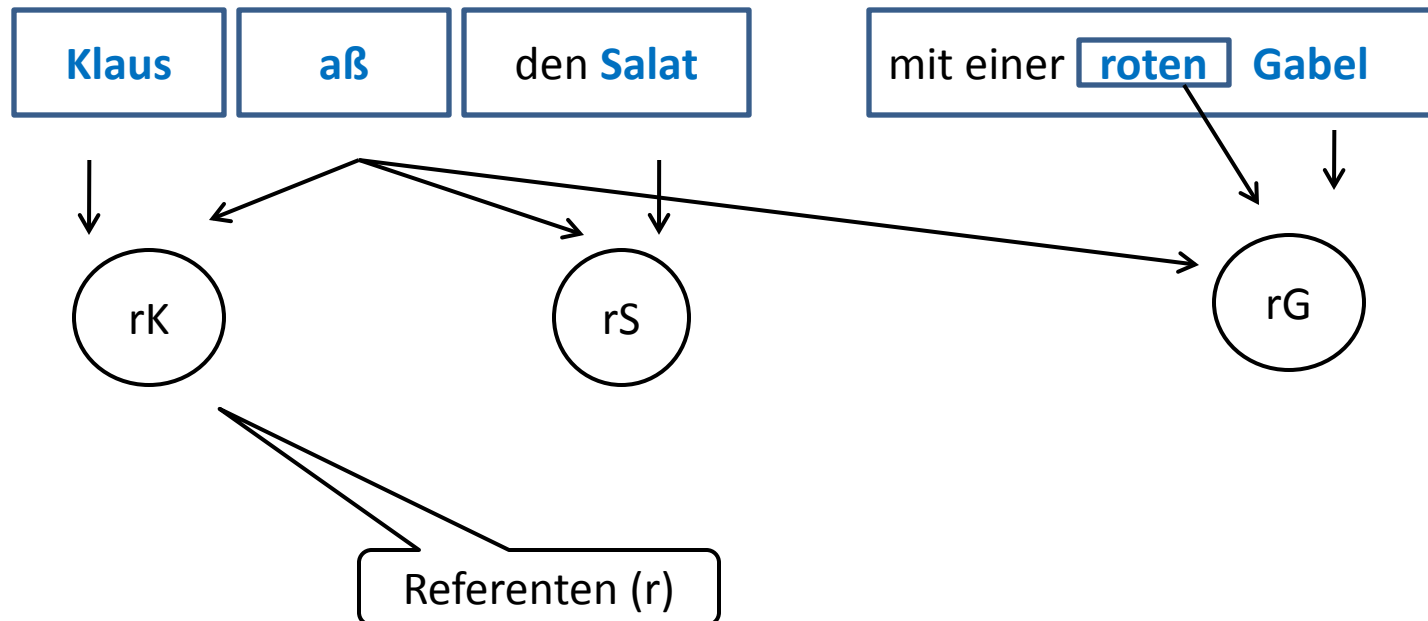 Klaus aß den Salat mit einer roten Gabel
rK rS rG
Referenten (r)